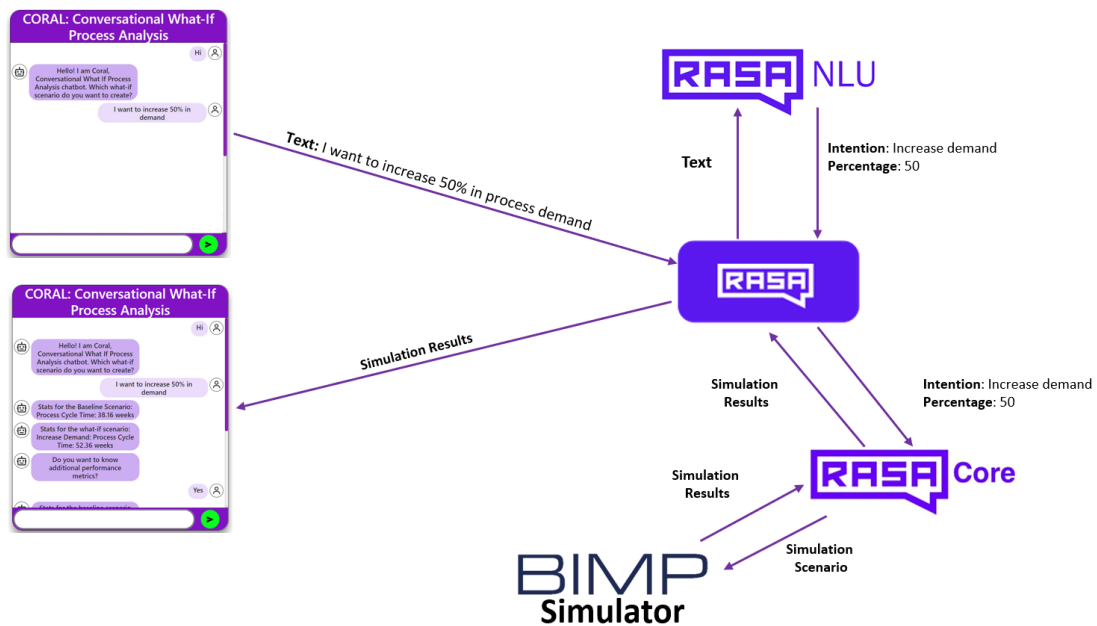 CORAL: Conversational What-If
Process Analysis
Hi
Hello! I am Coral,
Conversational What If Process
Analysis chatbot. Which what-if
scenario do you want to create?
I want to increase 50% in
demand
Text: I want to increase 50% in process demand
RASA NLU
Text
Intention: Increase demand
Percentage: 50
RASA
CORAL: Conversational What-If
Process Analysis
Hi
Hello! I am Coral,
Conversational What If Process
Analysis chatbot. Which what-if
scenario do you want to create?
I want to increase 50% in
demand
Stats for the Baseline Scenario:
Process Cycle Time: 38.16 weeks
Stats for the what-if scenario:
Increase Demand: Process Cycle
Time: 52.36 weeks
Do you want to know
additional performance
metrics?
Yes
Stats for the baseline scenario
Simulation Results
Simulation
Results
Intention: Increase demand
Percentage: 50
RASA Core
Simulation
Results
Simulation
Scenario
BIMP
Simulator